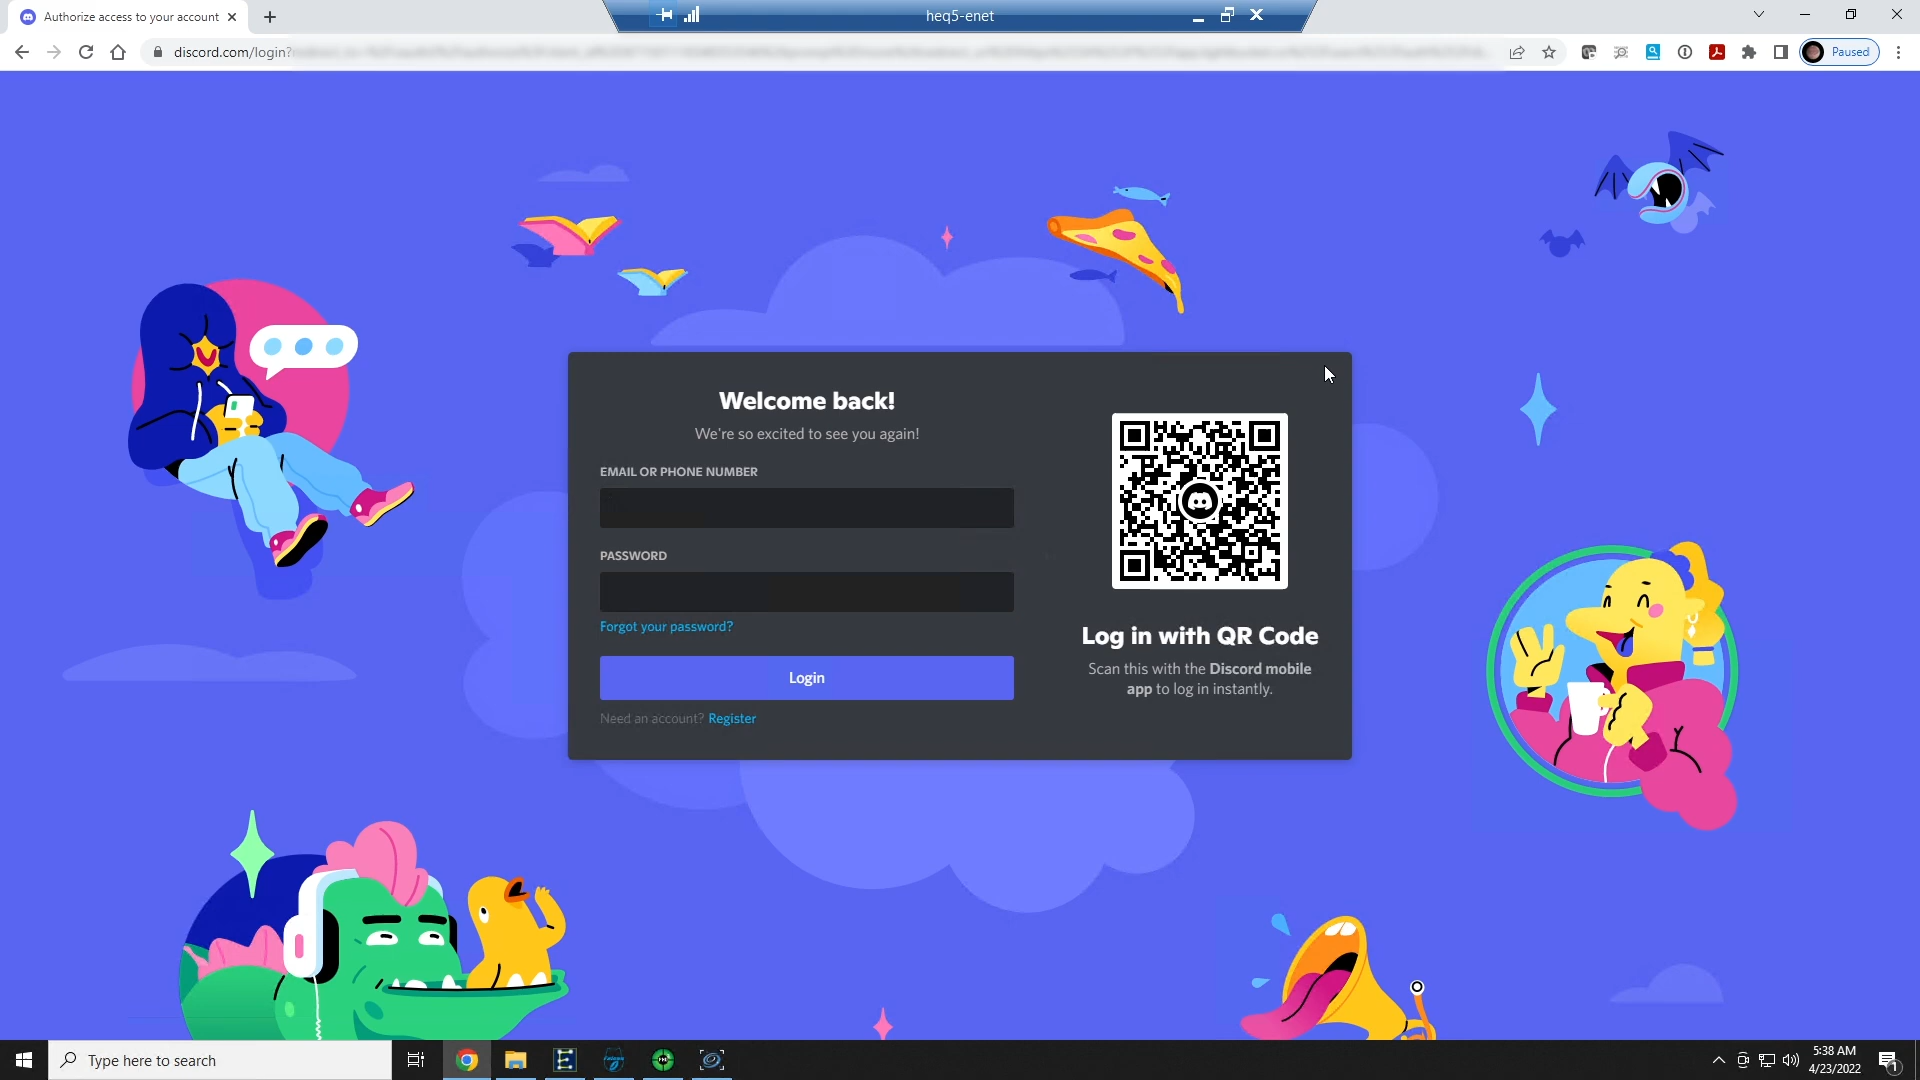 Authorize access to your account
heq5-enet
discord.com/login?
Paused
Welcome back!
We're so excited to see you again!
EMAIL OR PHONE NUMBER
PASSWORD
Forgot your password?
Login
Need an account? Register
Log in with QR Code
Scan this with the Discord mobile
app to log in instantly.
Type here to search
5:38 AM
4/23/2022
1